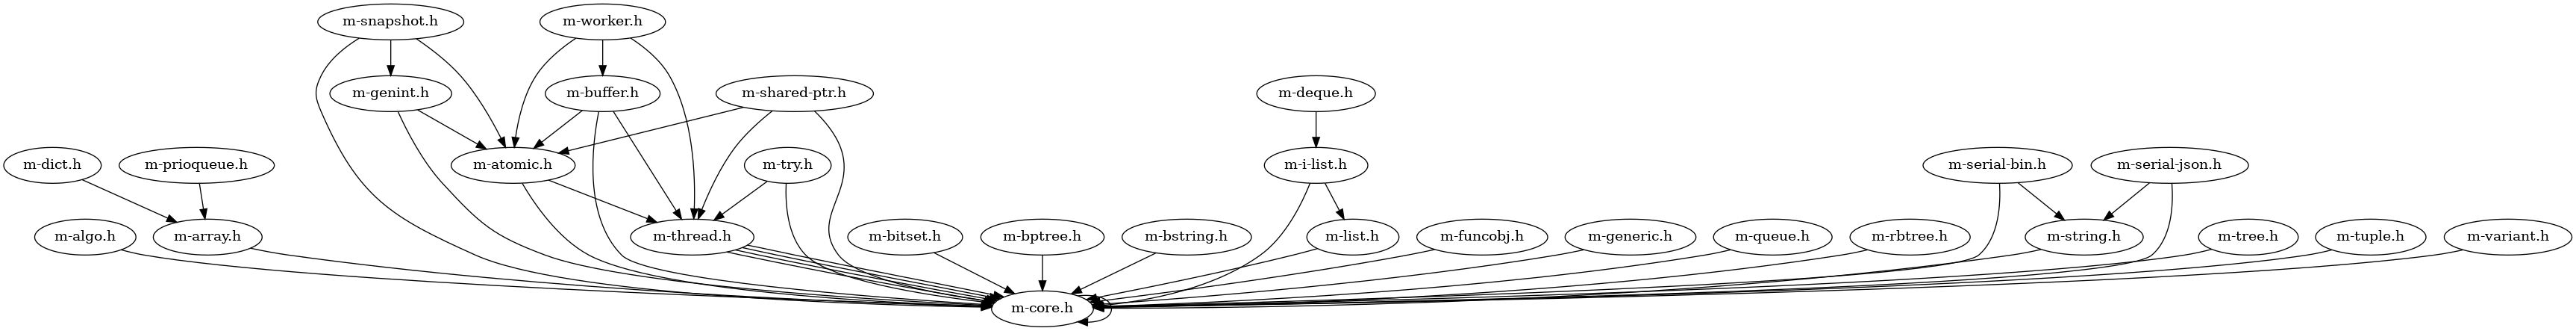 m-snapshot.h
m-worker.h
m-genint.h
m-buffer.h
m-shared-ptr.h
m-deque.h
m-dict.h
m-prioqueue.h
m-atomic.h
m-try.h
m-i-list.h
m-serial-bin.h
m-serial-json.h
m-algo.h
m-array.h
m-thread.h
m-bitset.h
m-bptree.h
m-bstring.h
m-list.h
m-funcobj.h
m-generic.h
m-queue.h
m-rbtree.h
m-string.h
m-tree.h
m-tuple.h
m-variant.h
m-core.h